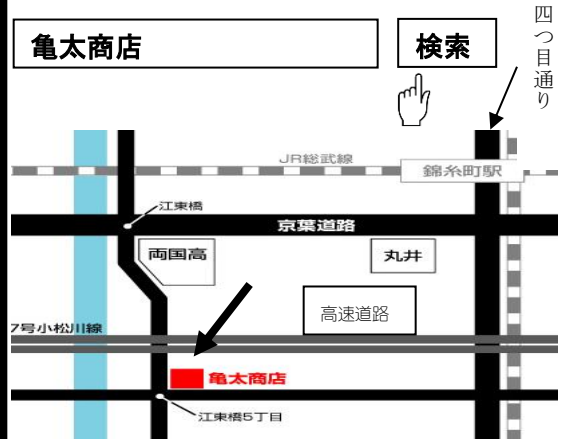 亀太商店
検索
四つ目通り
JR総武線
錦糸町駅
江東橋
京葉道路
両国高
丸井
高速道路
7号小松川線
亀太商店
江東橋5丁目